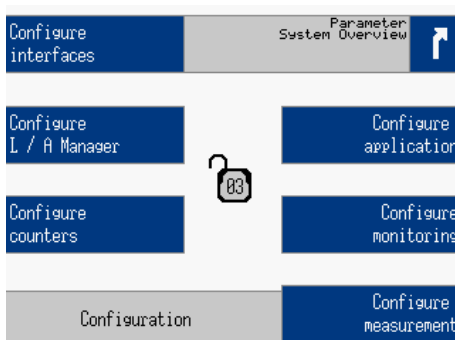 Configure
interfaces
Parameter
System Overview
Configure
L / A Manager
Configure
application
03
Configure
counters
Configure
monitoring
Configuration
Configure
measurement